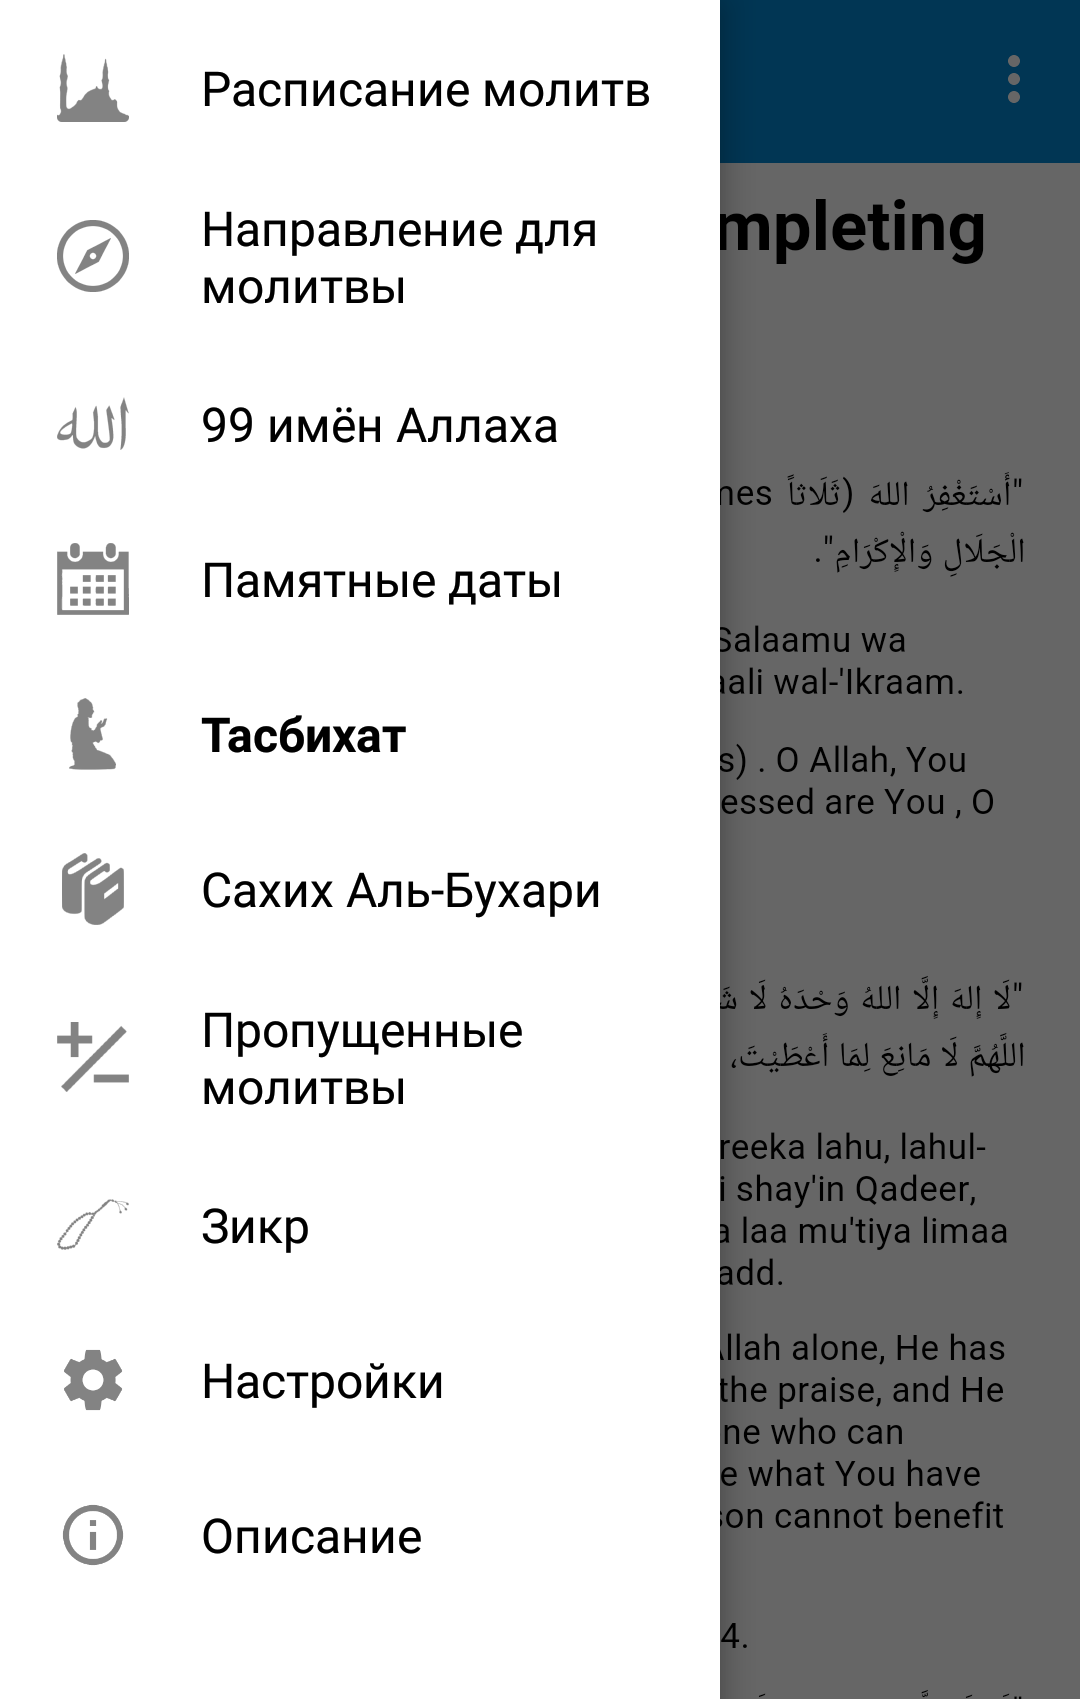 Расписание молитв
Направление для
молитвы
99 имён Аллаха
Памятные даты
Тасбихат
Сахих Аль-Бухари
Пропущенные
молитвы
Зикр
Настройки
Описание
الله
mpleting
"أَسْتَغْفِرُ اللهَ (ثَلَاثاً
الْجَلَالِ وَالْإِكْرَامِ".
Salaamu wa
aali wal-'Ikraam.
s) . O Allah, You
essed are You , O
"لَا إِلهَ إِلَّا اللهُ وَحْدَهُ لَا
اللَّهُمَّ لَا مَانِعَ لِمَا أَعْطَيْتَ،
reeka lahu, lahul-
i shay'in Qadeer,
a laa mu'tiya limaa
add.
Allah alone, He has
the praise, and He
ne who can
e what You have
son cannot benefit
4.